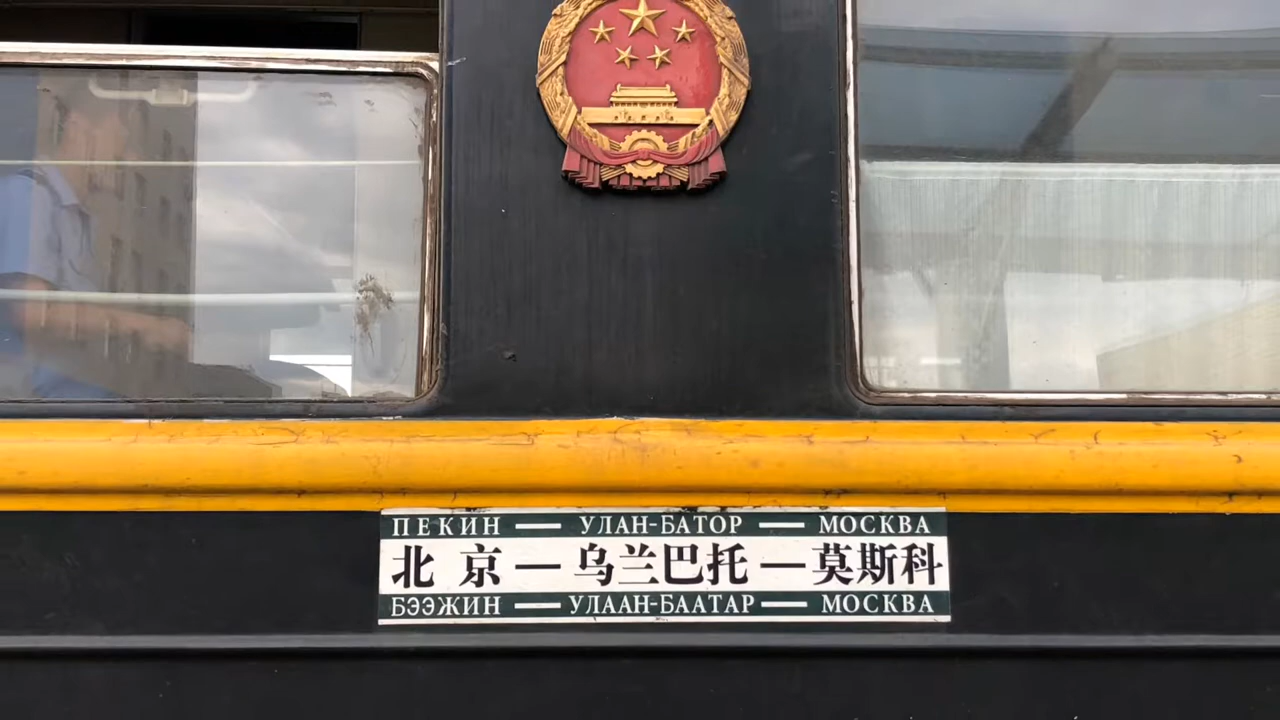 ПЕКИН — УЛАН-БАТОР — МОСКВА
北京—乌兰巴托—莫斯科
БЭЭЖИН — УЛААН-БААТАР — МОСКВА